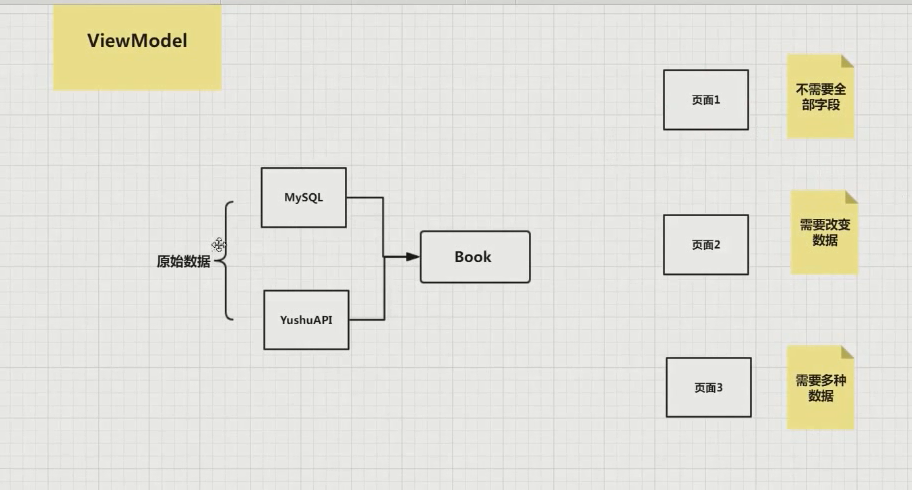 ViewModel
页面1
不需要全
部字段
MySQL
页面2
需要改变
数据
原始数据
Book
YushuAPI
页面3
需要多种
数据